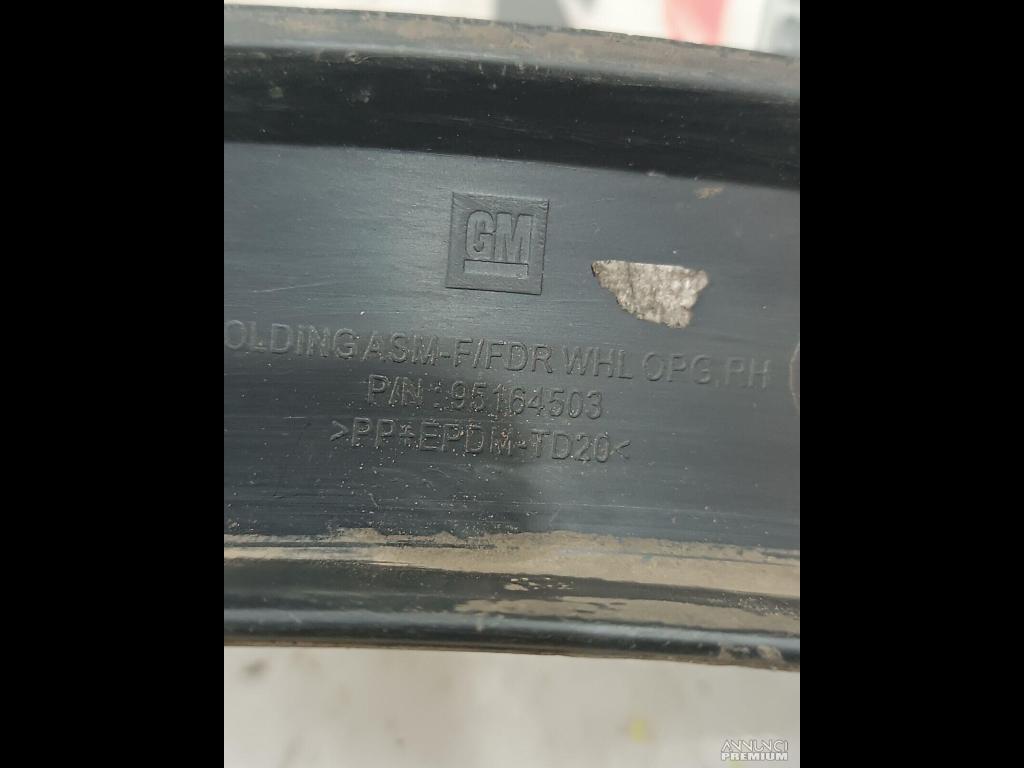 GM
OLDING ASM-F/FDR WHL OPG,RH
P/N : 95164503
>PP+EPDM-TD20<
ANNUNCI
PREMIUM